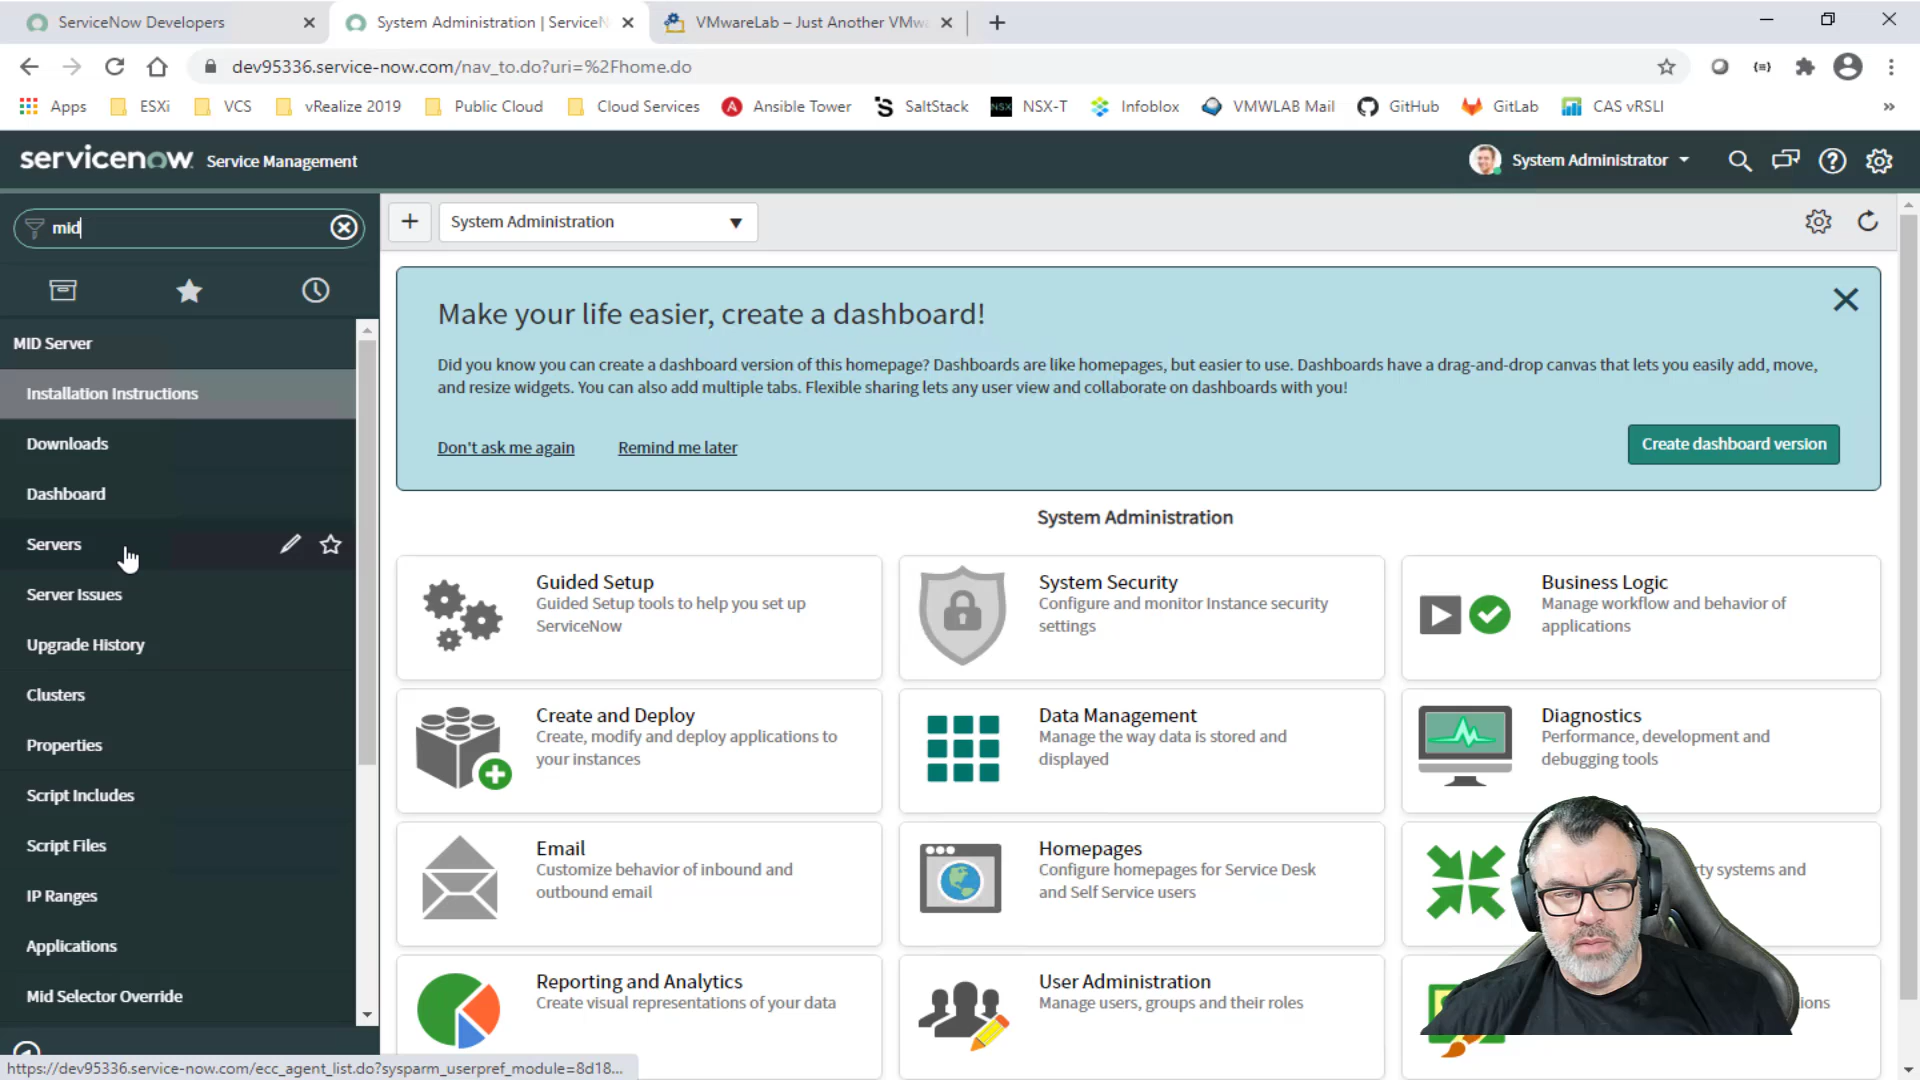 ServiceNow Developers
System Administration | ServiceN
VMwareLab – Just Another VMw
dev95336.service-now.com/nav_to.do?uri=%2Fhome.do
Apps
ESXi
VCS
vRealize 2019
Public Cloud
Cloud Services
Ansible Tower
SaltStack
NSX-T
Infoblox
VMWLAB Mail
GitHub
GitLab
CAS vRSLI
servicenow Service Management
System Administrator
mid
MID Server
Installation Instructions
Downloads
Dashboard
Servers
Server Issues
Upgrade History
Clusters
Properties
Script Includes
Script Files
IP Ranges
Applications
Mid Selector Override
System Administration
Make your life easier, create a dashboard!
Did you know you can create a dashboard version of this homepage? Dashboards are like homepages, but easier to use. Dashboards have a drag-and-drop canvas that lets you easily add, move,
and resize widgets. You can also add multiple tabs. Flexible sharing lets any user view and collaborate on dashboards with you!
Don't ask me again
Remind me later
Create dashboard version
System Administration
Guided Setup
Guided Setup tools to help you set up
ServiceNow
System Security
Configure and monitor Instance security
settings
Business Logic
Manage workflow and behavior of
applications
Create and Deploy
Create, modify and deploy applications to
your instances
Data Management
Manage the way data is stored and
displayed
Diagnostics
Performance, development and
debugging tools
Email
Customize behavior of inbound and
outbound email
Homepages
Configure homepages for Service Desk
and Self Service users
rty systems and
Reporting and Analytics
Create visual representations of your data
User Administration
Manage users, groups and their roles
ions
https://dev95336.service-now.com/ecc_agent_list.do?sysparm_userpref_module=8d18...